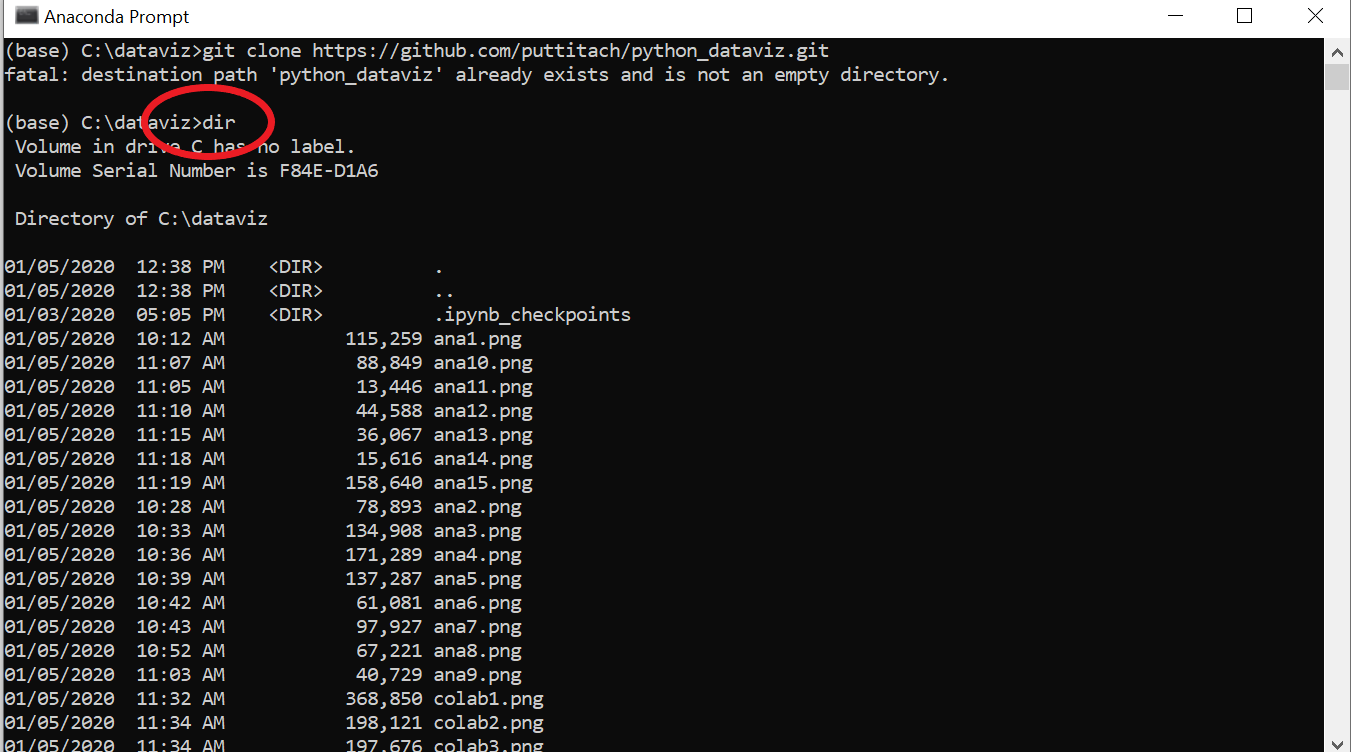 Anaconda Prompt
(base) C:\dataviz>git clone https://github.com/puttitach/python_dataviz.git
fatal: destination path 'python_dataviz' already exists and is not an empty directory.
(base) C:\dataviz>dir
 Volume in drive C has no label.
 Volume Serial Number is F84E-D1A6
 Directory of C:\dataviz
01/05/2020  12:38 PM    <DIR>          .
01/05/2020  12:38 PM    <DIR>          ..
01/03/2020  05:05 PM    <DIR>          .ipynb_checkpoints
01/05/2020  10:12 AM           115,259 ana1.png
01/05/2020  11:07 AM            88,849 ana10.png
01/05/2020  11:05 AM            13,446 ana11.png
01/05/2020  11:10 AM            44,588 ana12.png
01/05/2020  11:15 AM            36,067 ana13.png
01/05/2020  11:18 AM            15,616 ana14.png
01/05/2020  11:19 AM           158,640 ana15.png
01/05/2020  10:28 AM            78,893 ana2.png
01/05/2020  10:33 AM           134,908 ana3.png
01/05/2020  10:36 AM           171,289 ana4.png
01/05/2020  10:39 AM           137,287 ana5.png
01/05/2020  10:42 AM            61,081 ana6.png
01/05/2020  10:43 AM            97,927 ana7.png
01/05/2020  10:52 AM            67,221 ana8.png
01/05/2020  11:03 AM            40,729 ana9.png
01/05/2020  11:32 AM           368,850 colab1.png
01/05/2020  11:34 AM           198,121 colab2.png
01/05/2020  11:34 AM           197,676 colab3.png